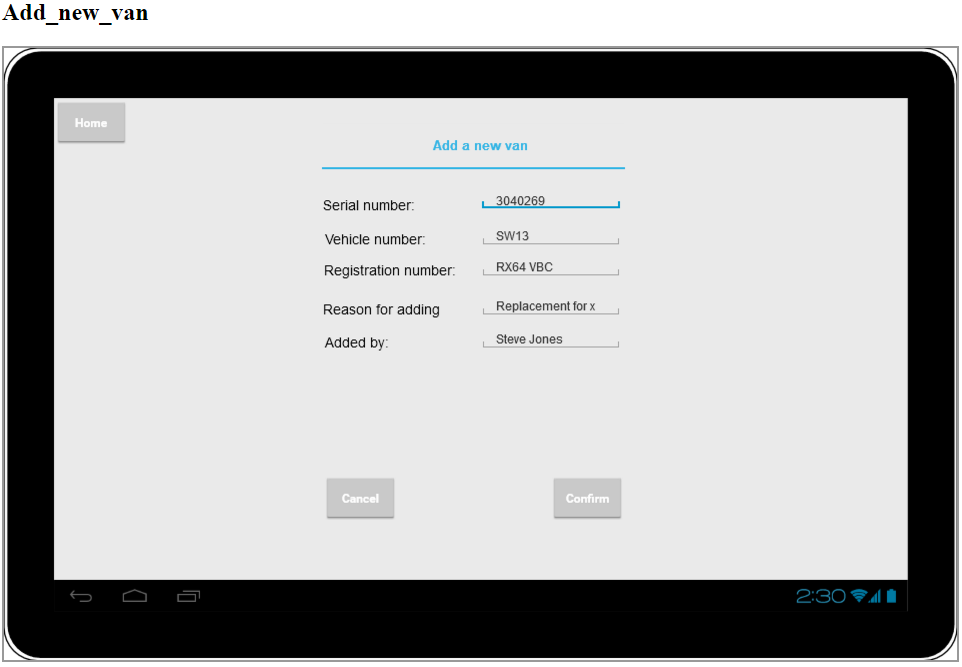 Add_new_van
Home
Add a new van
Serial number: 3040269
Vehicle number: SW13
Registration number: RX64 VBC
Reason for adding Replacement for x
Added by: Steve Jones
Cancel Confirm
2:30